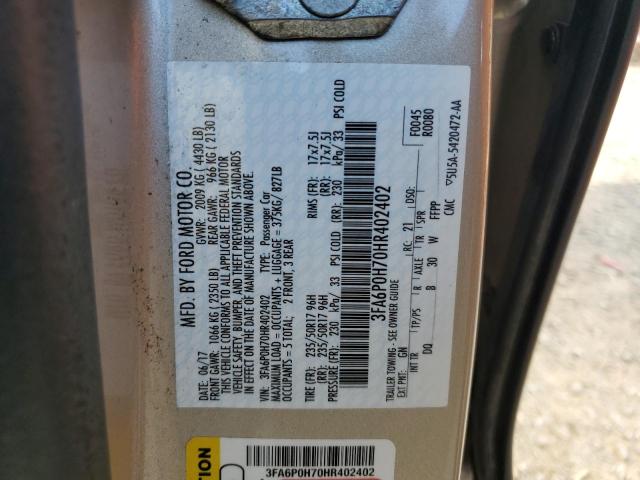 MFD. BY FORD MOTOR CO.
06/17 GVWR: 2009 KG ( 4430 LB)
FRONT GAWR: 1066 KG ( 2350 LB) REAR GAWR: 966 KG ( 2130 LB)
THIS VEHICLE CONFORMS TO ALL APPLICABLE FEDERAL MOTOR
VEHICLE SAFETY, BUMPER, AND THEFT PREVENTION STANDARDS
IN EFFECT ON THE DATE OF MANUFACTURE SHOWN ABOVE.
VIN: 3FA6P0H70HR402402 TYPE: Passenger Car
MAXIMUM LOAD = OCCUPANTS + LUGGAGE = 375KG/ 827LB
OCCUPANTS = 5 TOTAL; 2 FRONT, 3 REAR
TIRE (FR): 235/50R17 96H RIMS (FR): 17x7.5J
235/50R17 96H (RR): 17x7.5J
PRESSURE (FR): 230 kPa/ 33 PSI COLD (RR): 230 kPa/ 33 PSI COLD
3FA6P0H70HR402402
TRAILER TOWING - SEE OWNER GUIDE F0045
R0080
EXT PNT: GN RC: 21 DSO:
INT TR TP/PS R AXLE TR SPR
DQ B 30 W FFPP
CMC ▽5U5A-5420472-AA
3FA6P0H70HR402402